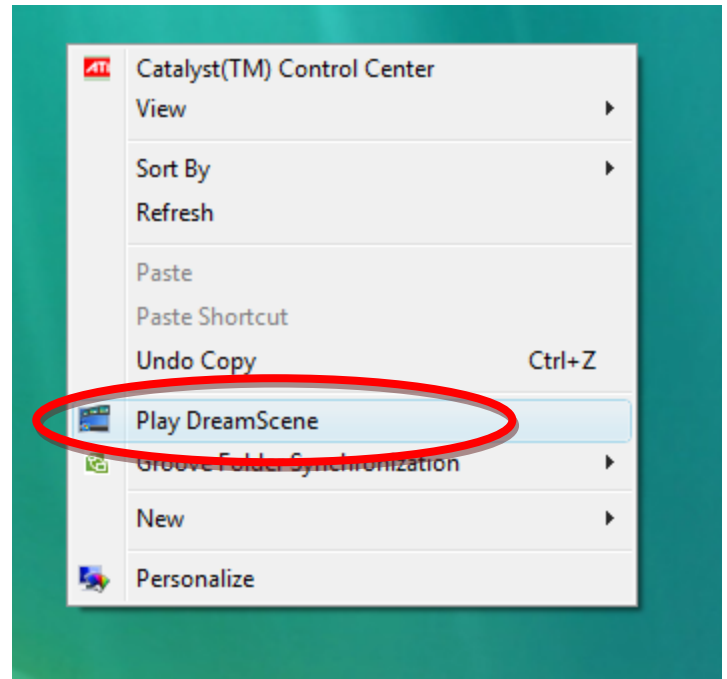 ATI Catalyst(TM) Control Center
View
Sort By
Refresh
Paste
Paste Shortcut
Undo Copy Ctrl+Z
Play DreamScene
Groove Folder Synchronization
New
Personalize